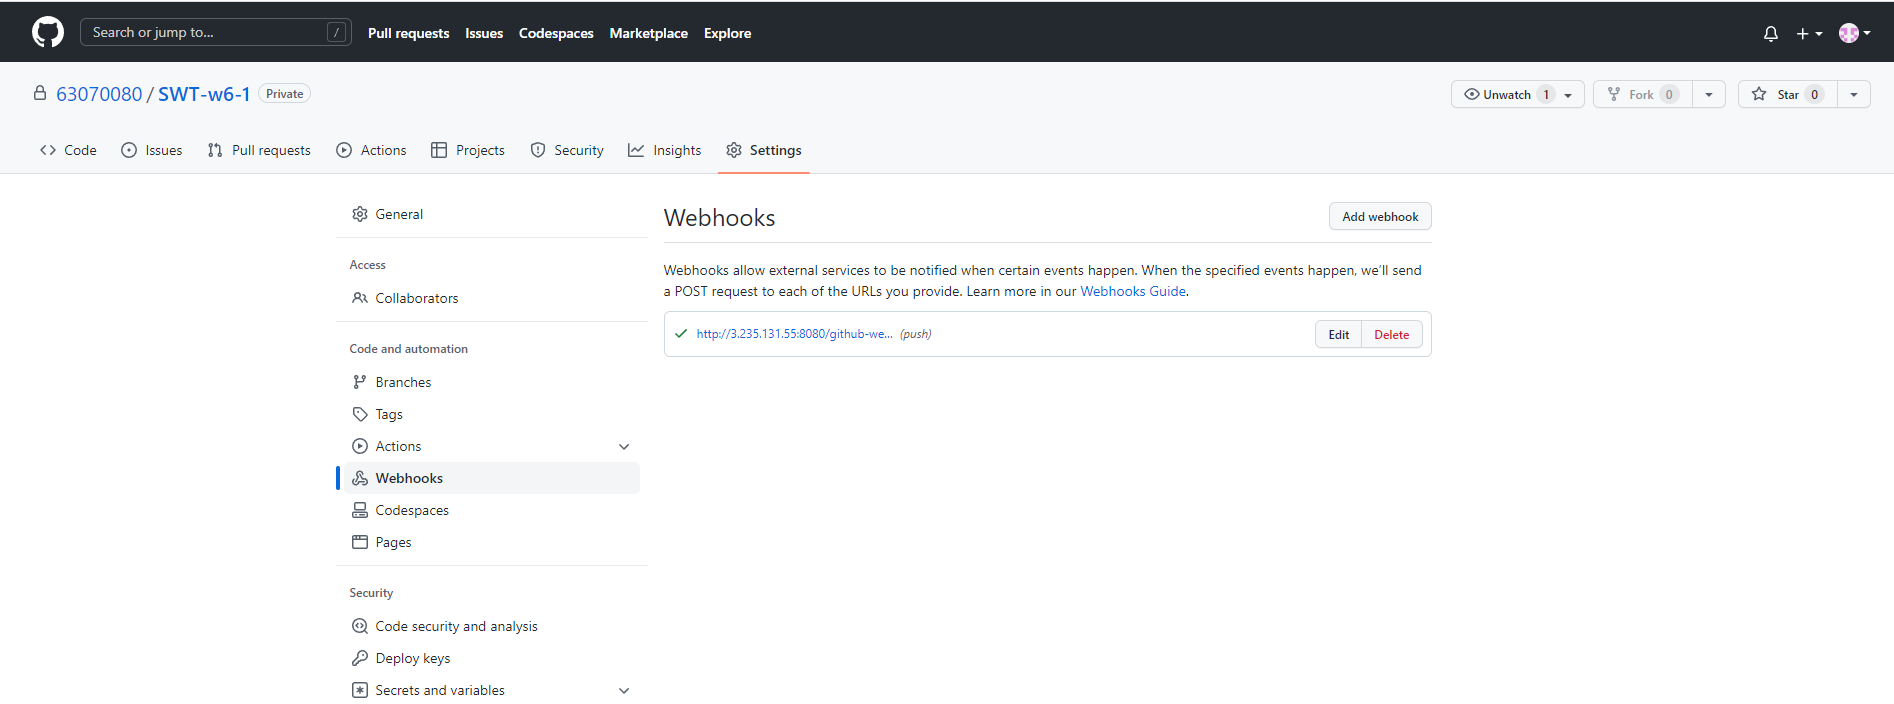 Search or jump to... / Pull requests Issues Codespaces Marketplace Explore
63070080 / SWT-w6-1 Private Unwatch 1 Fork 0 Star 0
Code Issues Pull requests Actions Projects Security Insights Settings
General
Access
Collaborators
Code and automation
Branches
Tags
Actions
Webhooks
Codespaces
Pages
Security
Code security and analysis
Deploy keys
Secrets and variables
Webhooks Add webhook
Webhooks allow external services to be notified when certain events happen. When the specified events happen, we'll send
a POST request to each of the URLs you provide. Learn more in our Webhooks Guide.
http://3.235.131.55:8080/github-we... (push) Edit Delete